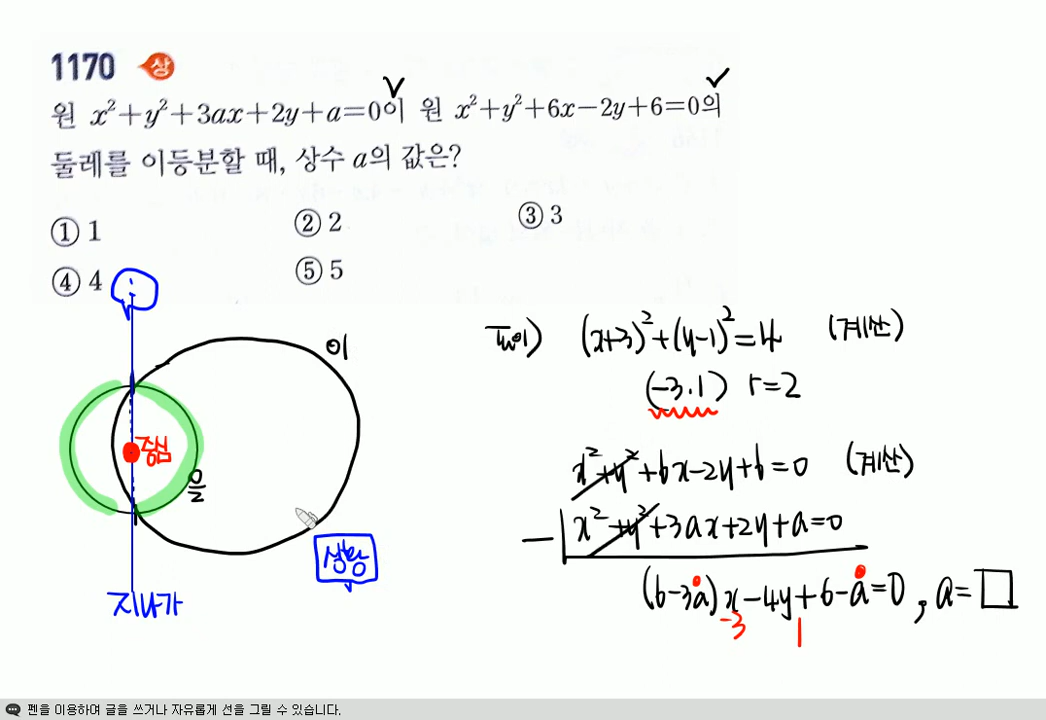 1170 상
원 x²+y²+3ax+2y+a=0이 원 x²+y²+6x-2y+6=0의
둘레를 이등분할 때, 상수 a의 값은?
① 1
② 2
③ 3
④ 4
⑤ 5
이
중심
을
상황
지나가
(x+3)²+(y-1)²=4 (계산)
(-3.1) r=2
x²+y²+6x-2y+6=0 (계산)
- x²+y²+3ax+2y+a=0
(6-3a)x-4y+6-a=0, a=□
-3 1
펜을 이용하여 글을 쓰거나 자유롭게 선을 그릴 수 있습니다.